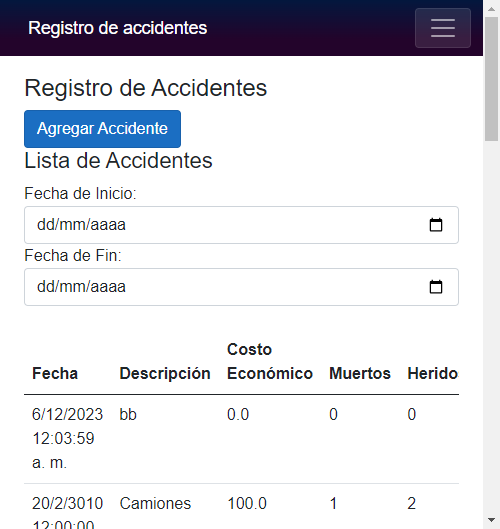 Registro de accidentes
Registro de Accidentes
Agregar Accidente
Lista de Accidentes
Fecha de Inicio:
dd/mm/aaaa
Fecha de Fin:
dd/mm/aaaa
Costo
Fecha Descripción Económico Muertos Herido
6/12/2023 bb 0.0 0 0
12:03:59
a. m.
20/2/3010 Camiones 100.0 1 2
12:00:00